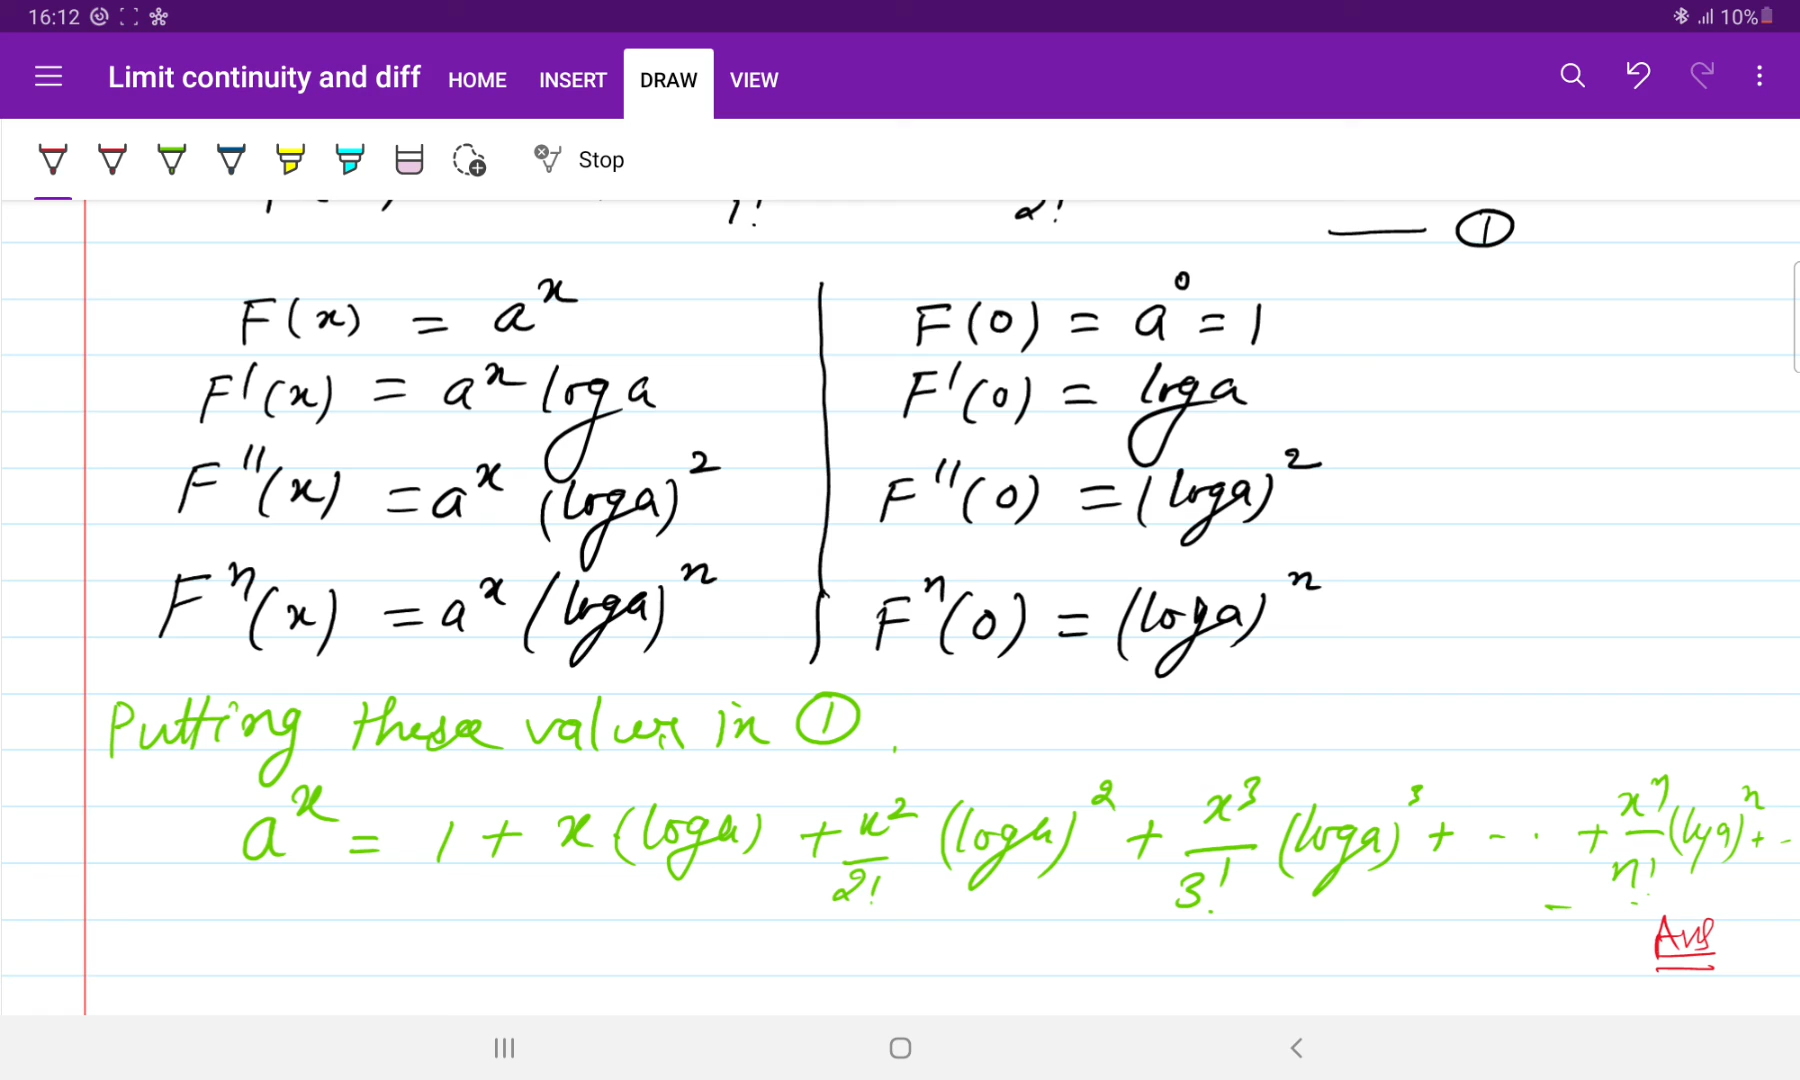 16:12 10%
Limit continuity and diff HOME INSERT DRAW VIEW
Stop
1! 2! — ①
F(x) = a^x
F'(x) = a^x log a
F''(x) = a^x (log a)^2
F^n(x) = a^x (log a)^n
F(0) = a^0 = 1
F'(0) = log a
F''(0) = (log a)^2
F^n(0) = (log a)^n
Putting these values in ①.
a^x = 1 + x (log a) + x^2/2! (log a)^2 + x^3/3! (log a)^3 + - . . + x^n/n! (log a)^n + - -
Ans